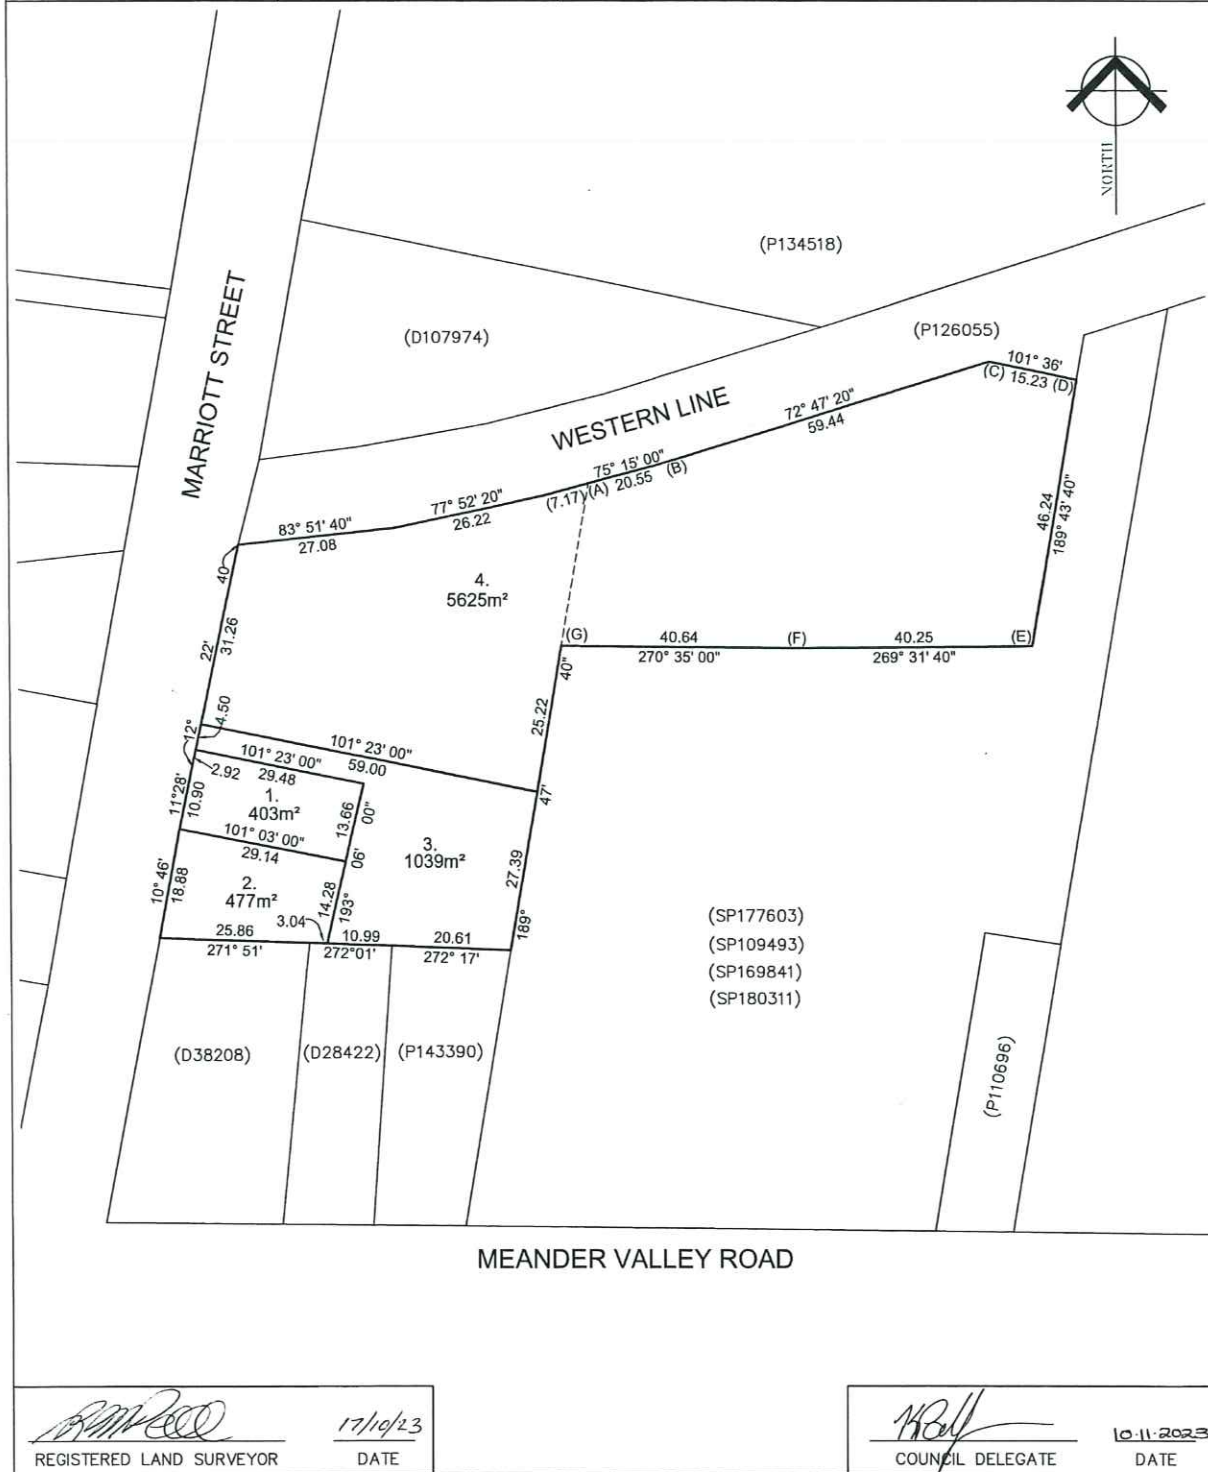 NORTH
(P134518)
MARRIOTT STREET
(D107974)
(P126055)
WESTERN LINE
101° 36'
(C) 15.23 (D)
72° 47' 20"
59.44
75° 15' 00"
(7.17) (A) 20.55 (B)
77° 52' 20"
26.22
83° 51' 40"
27.08
46.24
189° 43' 40"
4.
5625m²
12° 22' 40
31.26
(G) 40.64 (F) 40.25 (E)
270° 35' 00" 269° 31' 40"
189° 47' 40"
25.22
4.50
101° 23' 00"
59.00
101° 23' 00"
29.48
2.92
11°28'
10.90
1.
403m²
13.66
193° 06' 00"
3.
1039m²
101° 03' 00"
29.14
27.39
10° 46'
18.88
2.
477m²
14.28
3.04
25.86 10.99 20.61
271° 51' 272°01' 272° 17'
(SP177603)
(SP109493)
(SP169841)
(SP180311)
(D38208) (D28422) (P143390)
(P110696)
MEANDER VALLEY ROAD
17/10/23
REGISTERED LAND SURVEYOR DATE
10-11-2023
COUNCIL DELEGATE DATE